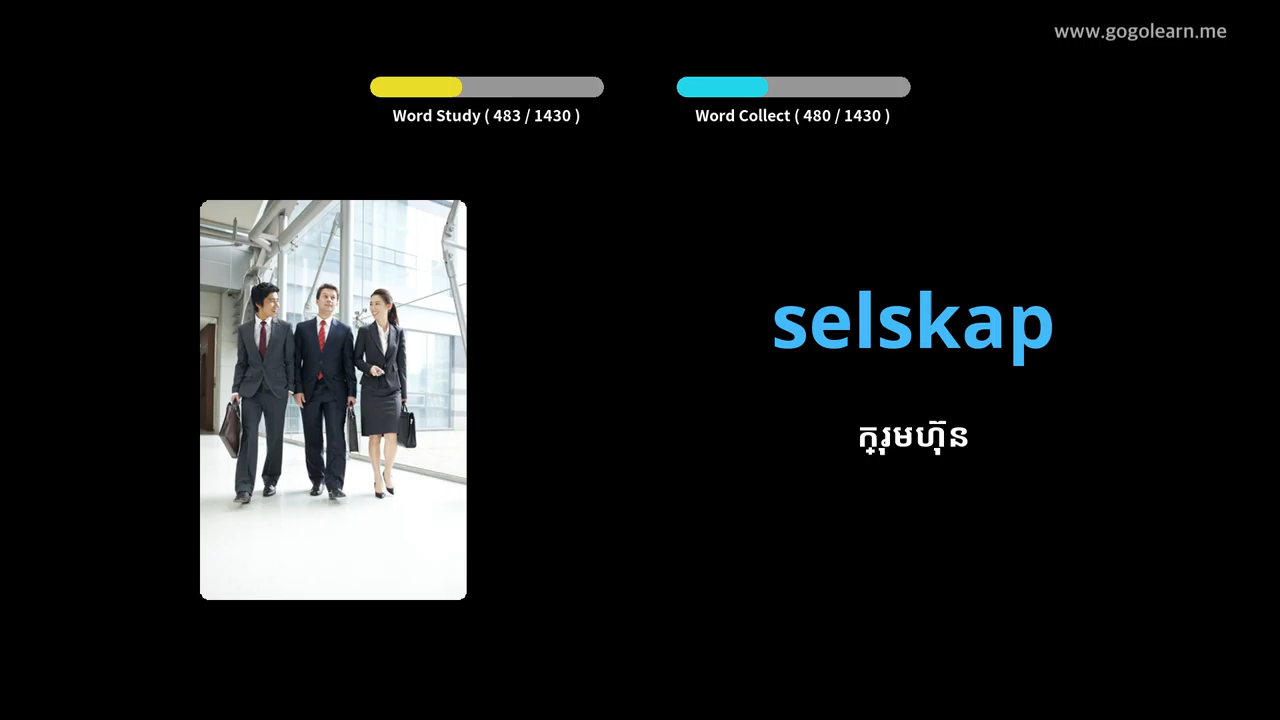 www.gogolearn.me
Word Study ( 483 / 1430 )
Word Collect ( 480 / 1430 )
selskap
ក្រុមហ៊ុន